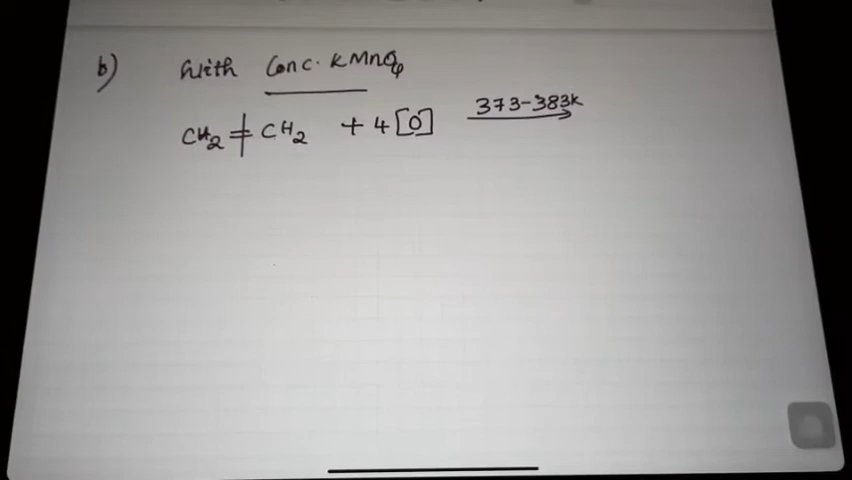 b) with Conc. KMnO4
CH2 = CH2 + 4 [O] 373-383K →